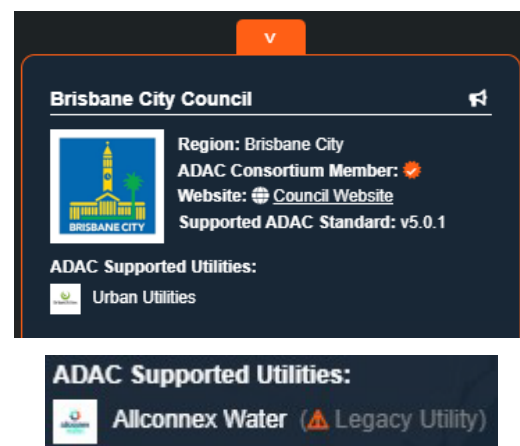 v
Brisbane City Council
BRISBANE CITY
Region: Brisbane City
ADAC Consortium Member:
Website: Council Website
Supported ADAC Standard: v5.0.1
ADAC Supported Utilities:
Urban Utilities
ADAC Supported Utilities:
Allconnex Water (Legacy Utility)